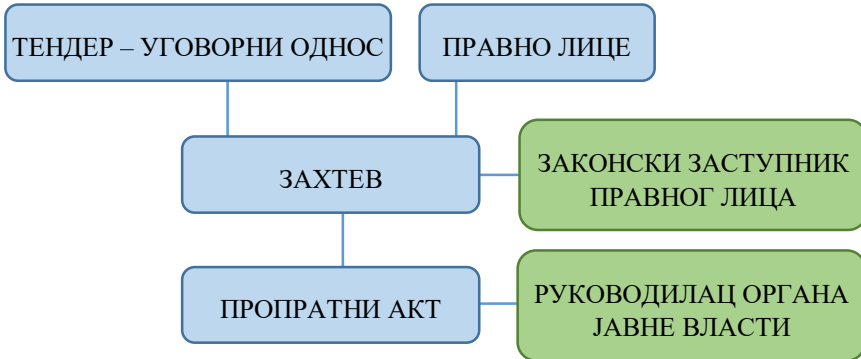 ТЕНДЕР – УГОВОРНИ ОДНОС
ПРАВНО ЛИЦЕ
ЗАХТЕВ
ЗАКОНСКИ ЗАСТУПНИК
ПРАВНОГ ЛИЦА
ПРОПРАТНИ АКТ
РУКОВОДИЛАЦ ОРГАНА
ЈАВНЕ ВЛАСТИ